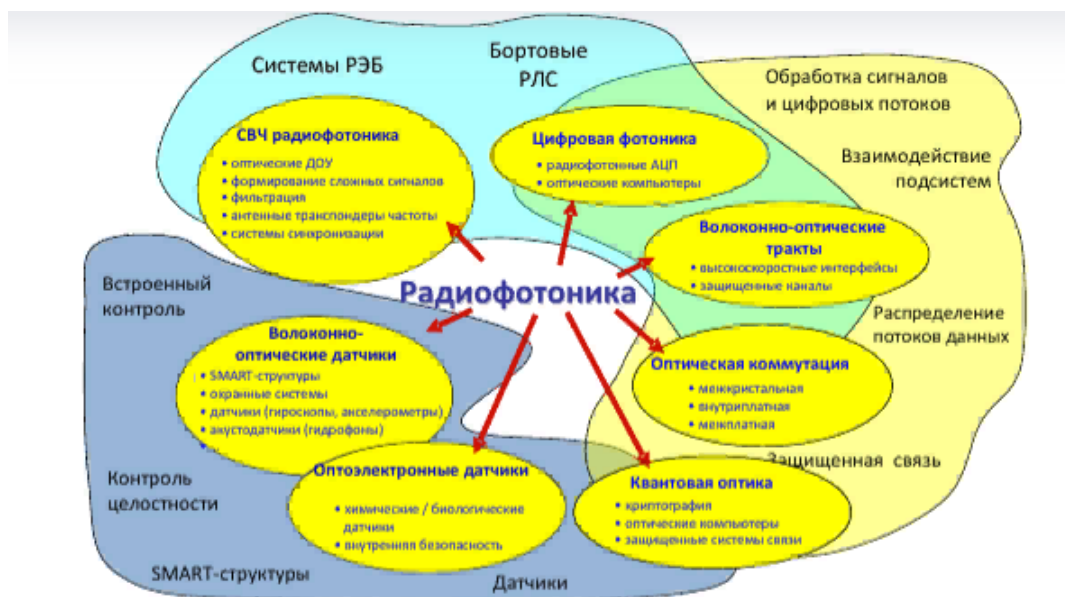 Системы РЭБ
Бортовые
РЛС
Обработка сигналов
и цифровых потоков
Взаимодействие
подсистем
СВЧ радиофотоника
• оптические ДОУ
• формирование сложных сигналов
• фильтрация
• антенные транспондеры частоты
• системы синхронизации
Цифровая фотоника
• радиофотонные АЦП
• оптические компьютеры
Волоконно-оптические
тракты
• высокоскоростные интерфейсы
• защищенные каналы
Встроенный
контроль
Радиофотоника
Распределение
потоков данных
Волоконно-
оптические датчики
• SMART-структуры
• охранные системы
• датчики (гироскопы, акселерометры)
• акустодатчики (гидрофоны)
•
Оптическая коммутация
• межкристальная
• внутриплатная
• межплатная
Контроль
целостности
Оптоэлектронные датчики
• химические / биологические
датчики
• внутренняя безопасность
Защищенная связь
Квантовая оптика
• криптография
• оптические компьютеры
• защищенные системы связи
SMART-структуры
Датчики